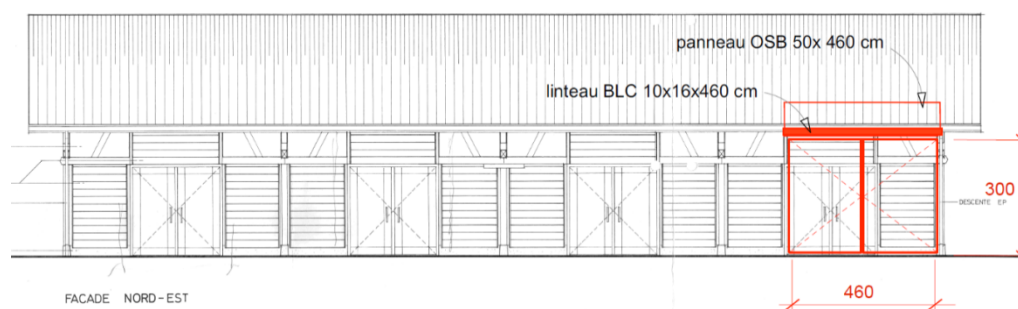 panneau OSB 50x 460 cm
linteau BLC 10x16x460 cm
300
DESCENTE EP
460
FACADE NORD-EST